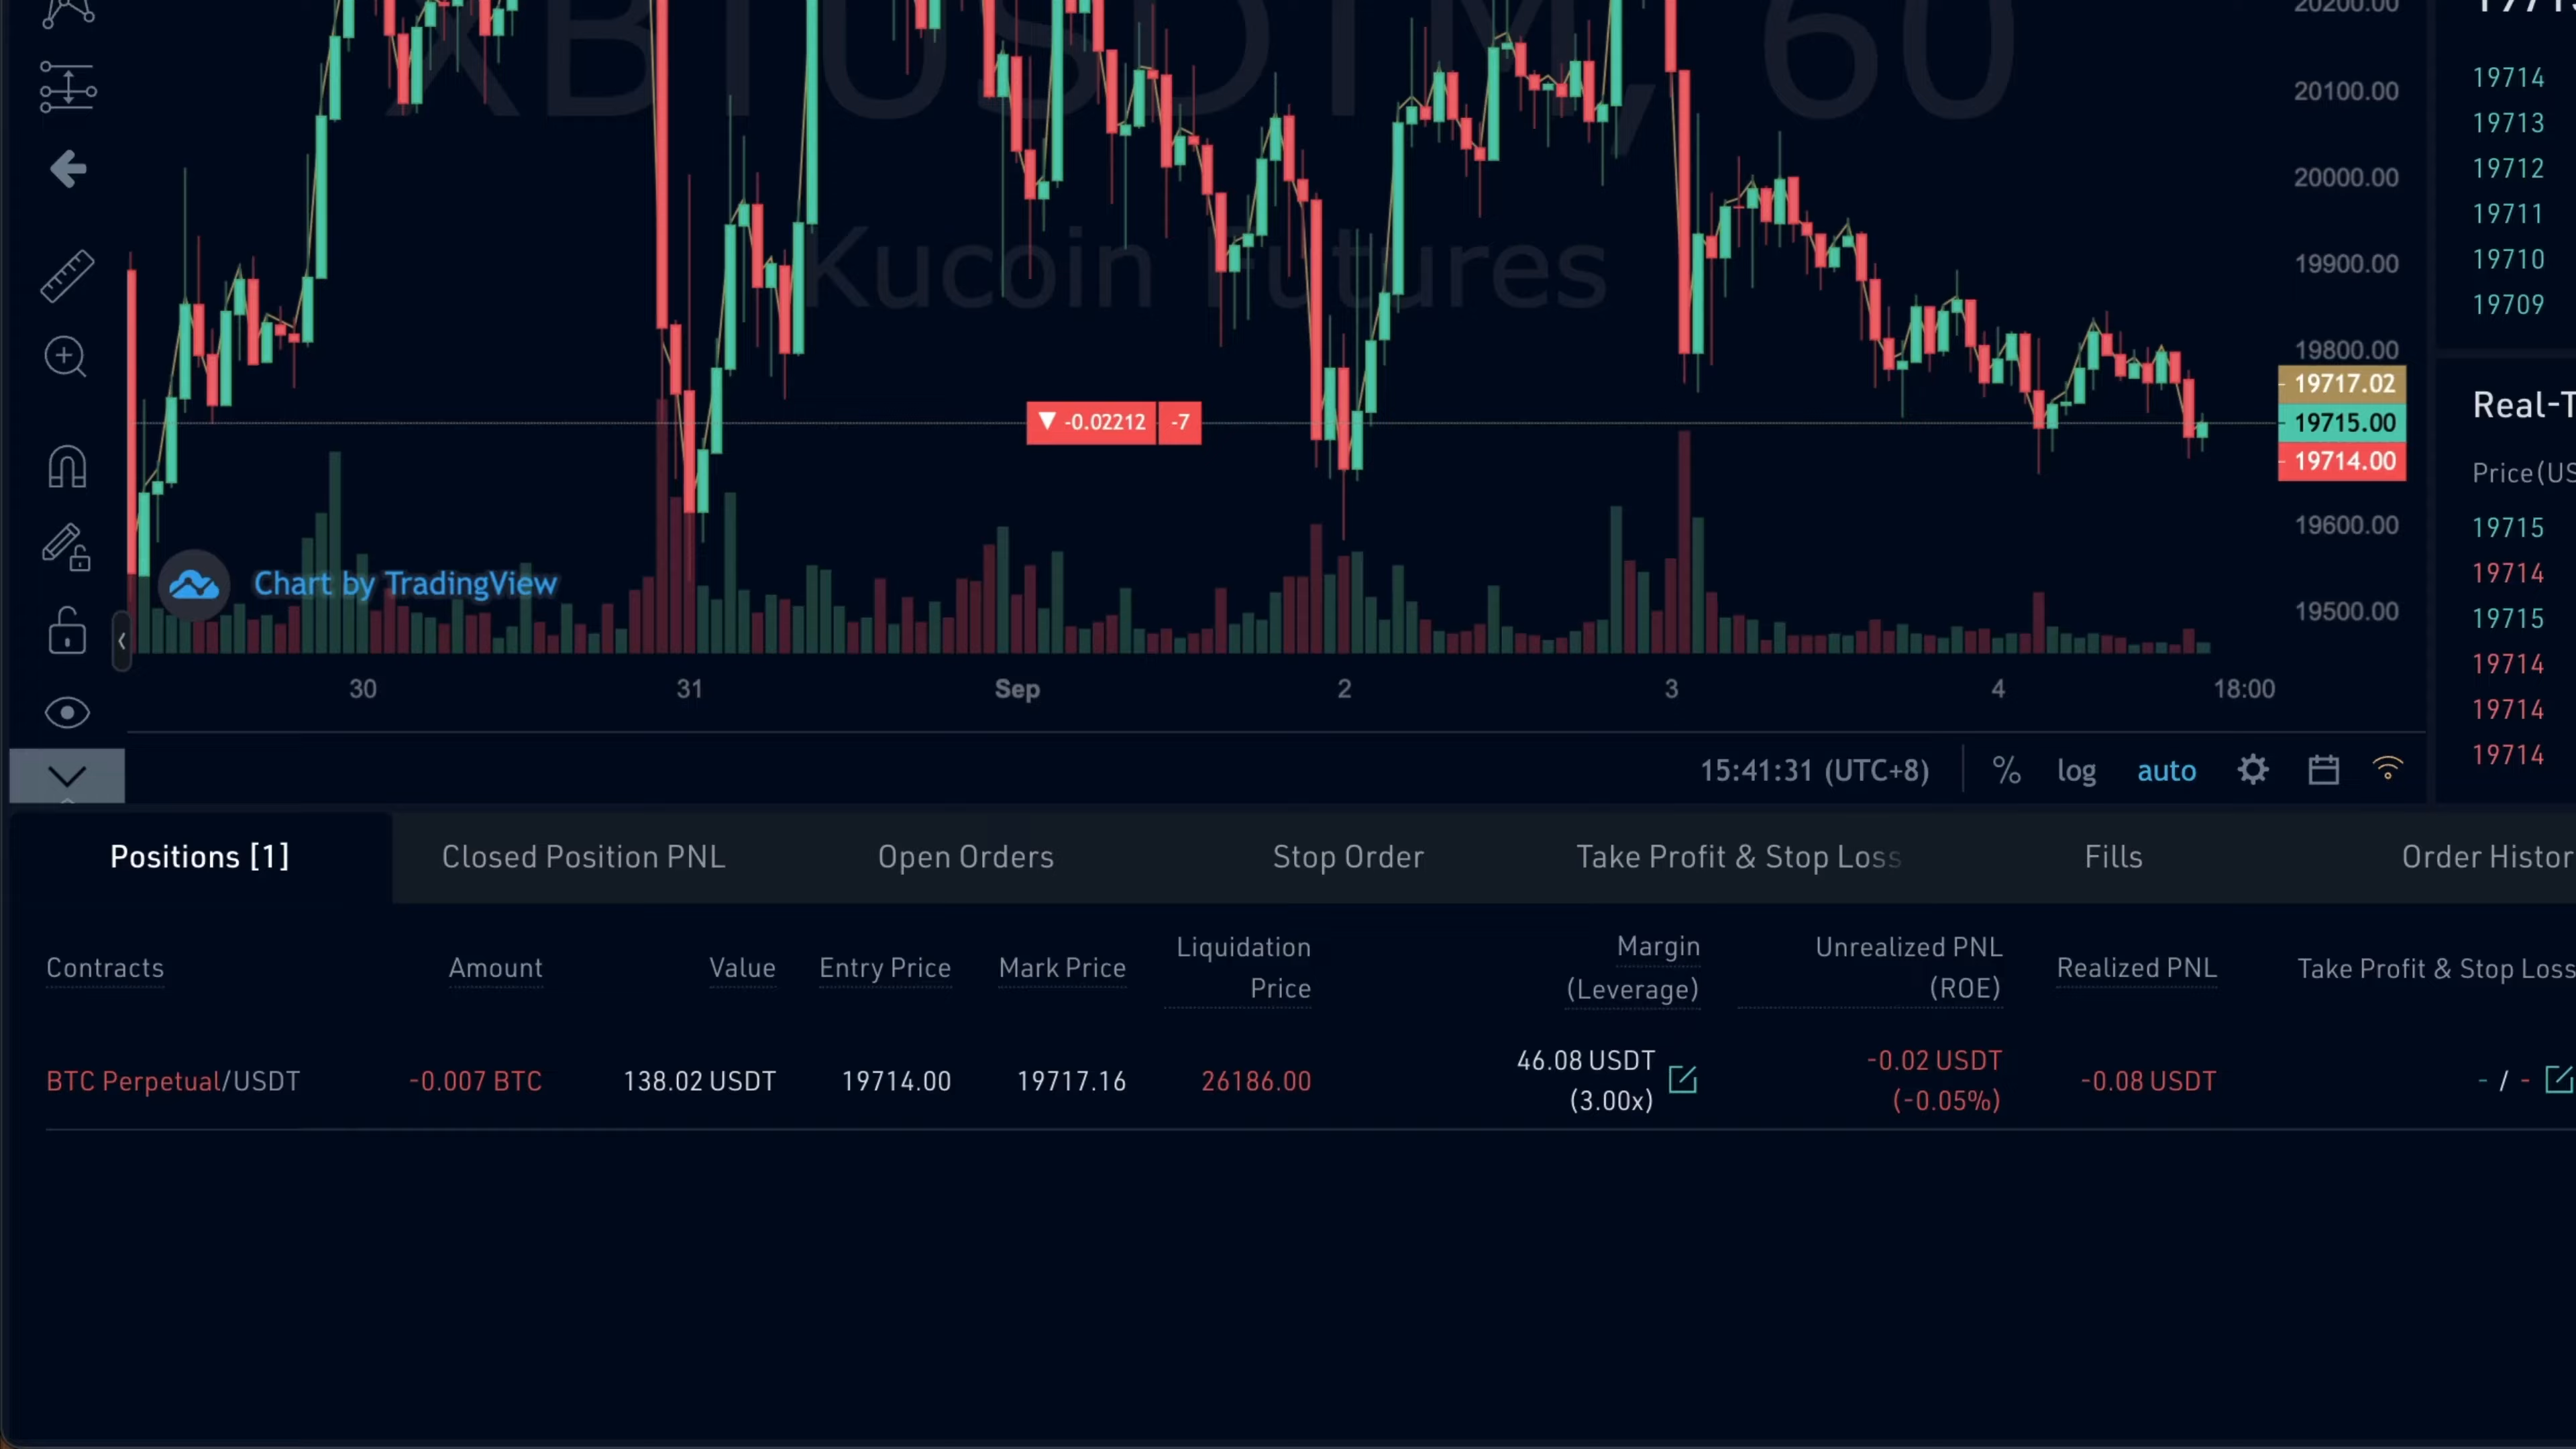 XBTUSDTM, 60
Kucoin Futures
20200.00
20100.00
20000.00
19900.00
19800.00
19717.02
19715.00
19714.00
19600.00
19500.00
▼ -0.02212 -7
Chart by TradingView
30 31 Sep 2 3 4 18:00
15:41:31 (UTC+8) % log auto
19714
19713
19712
19711
19710
19709
Real-T
Price(US
19715
19714
19715
19714
19714
19714
Positions [1] Closed Position PNL Open Orders Stop Order Take Profit & Stop Loss Fills Order Histor
Contracts Amount Value Entry Price Mark Price Liquidation Price Margin (Leverage) Unrealized PNL (ROE) Realized PNL Take Profit & Stop Loss
BTC Perpetual/USDT -0.007 BTC 138.02 USDT 19714.00 19717.16 26186.00 46.08 USDT (3.00x) -0.02 USDT (-0.05%) -0.08 USDT - / -